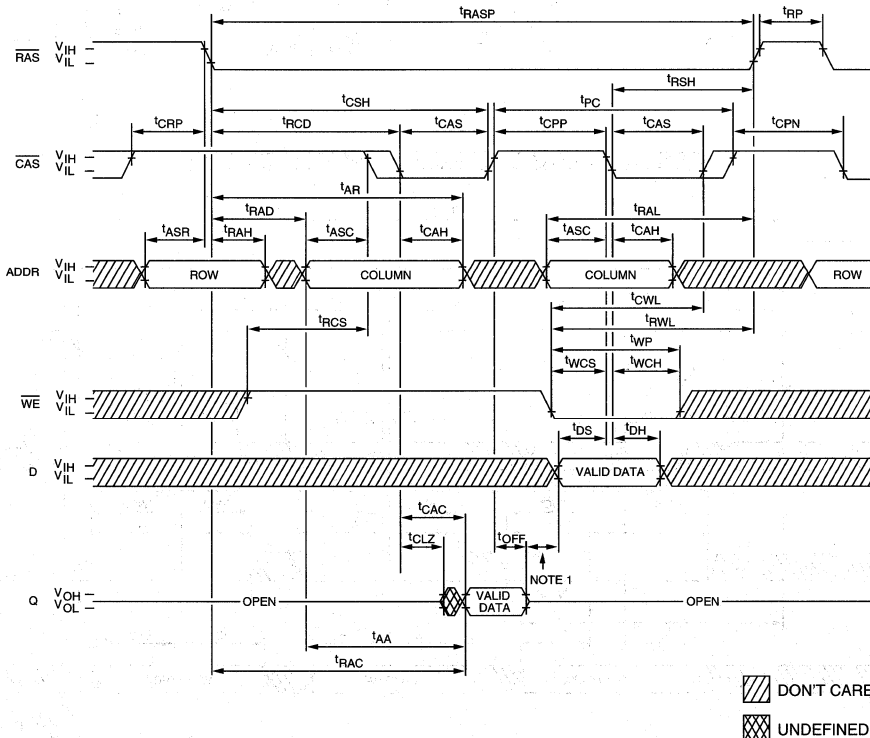 tRASP tRP
RAS VIH VIL
tRSH
tCSH tPC
tCRP tRCD tCAS tCPP tCAS tCPN
CAS VIH VIL
tAR
tRAD tRAL
tASR tRAH tASC tCAH tASC tCAH
ADDR VIH VIL ROW COLUMN COLUMN ROW
tCWL
tRCS tRWL
tWP
tWCS tWCH
WE VIH VIL
tDS tDH
D VIH VIL VALID DATA
tCAC
tCLZ tOFF
NOTE 1
Q VOH VOL OPEN VALID DATA OPEN
tAA
tRAC
DON'T CARE
UNDEFINED